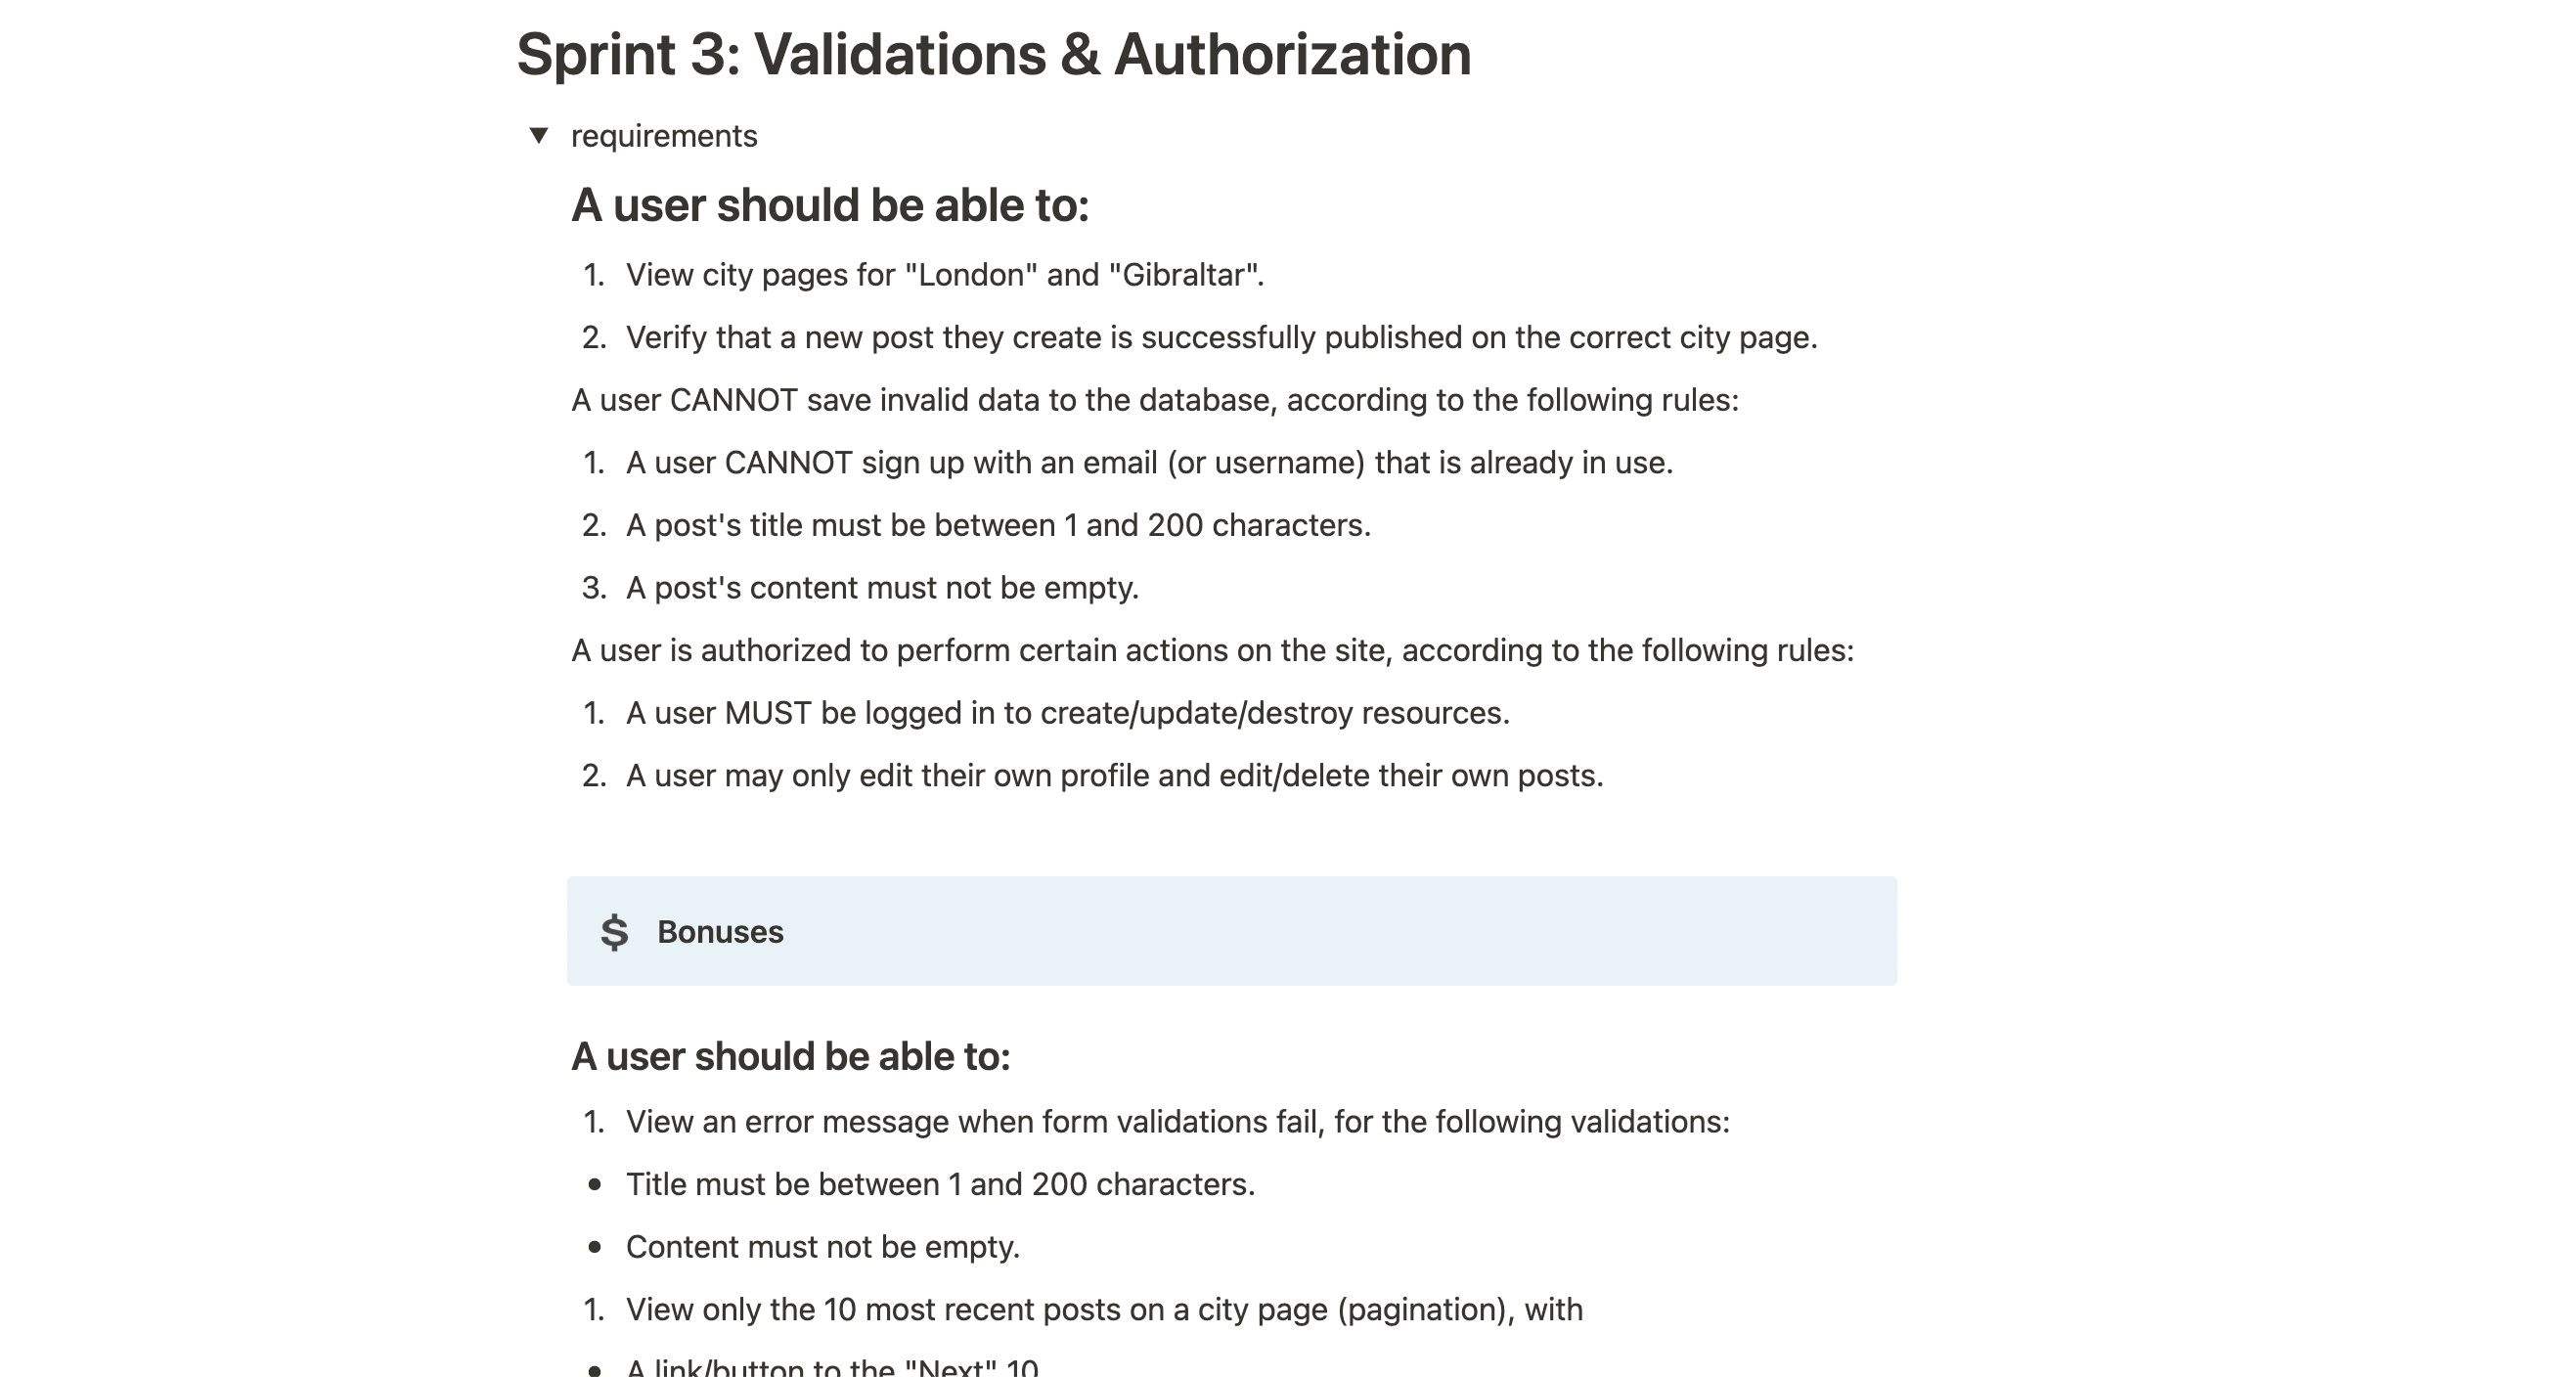 Sprint 3: Validations & Authorization
requirements
A user should be able to:
1. View city pages for "London" and "Gibraltar".
2. Verify that a new post they create is successfully published on the correct city page.
A user CANNOT save invalid data to the database, according to the following rules:
1. A user CANNOT sign up with an email (or username) that is already in use.
2. A post's title must be between 1 and 200 characters.
3. A post's content must not be empty.
A user is authorized to perform certain actions on the site, according to the following rules:
1. A user MUST be logged in to create/update/destroy resources.
2. A user may only edit their own profile and edit/delete their own posts.
$ Bonuses
A user should be able to:
1. View an error message when form validations fail, for the following validations:
• Title must be between 1 and 200 characters.
• Content must not be empty.
1. View only the 10 most recent posts on a city page (pagination), with
• A link/button to the "Next" 10